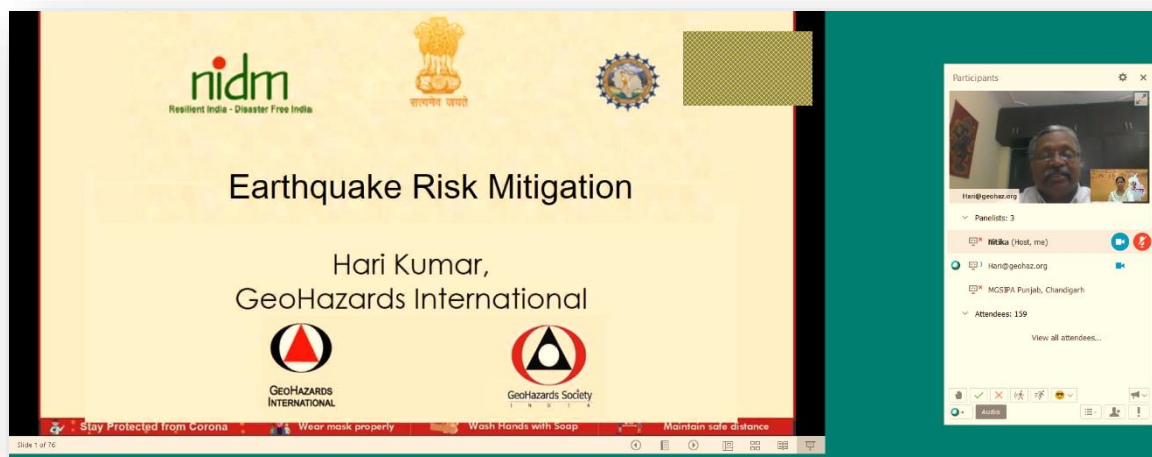 nidm
Resilient India - Disaster Free India
सत्यमेव जयते
Earthquake Risk Mitigation
Hari Kumar,
GeoHazards International
GEOHAZARDS
INTERNATIONAL
GeoHazards Society
I N D I A
Stay Protected from Corona
Wear mask properly
Wash Hands with Soap
Maintain safe distance
Slide 1 of 76
Participants
Hari@geohaz.org
Panelists: 3
Nitika (Host, me)
Hari@geohaz.org
MGSIPA Punjab, Chandigarh
Attendees: 159
View all attendees...
Audio